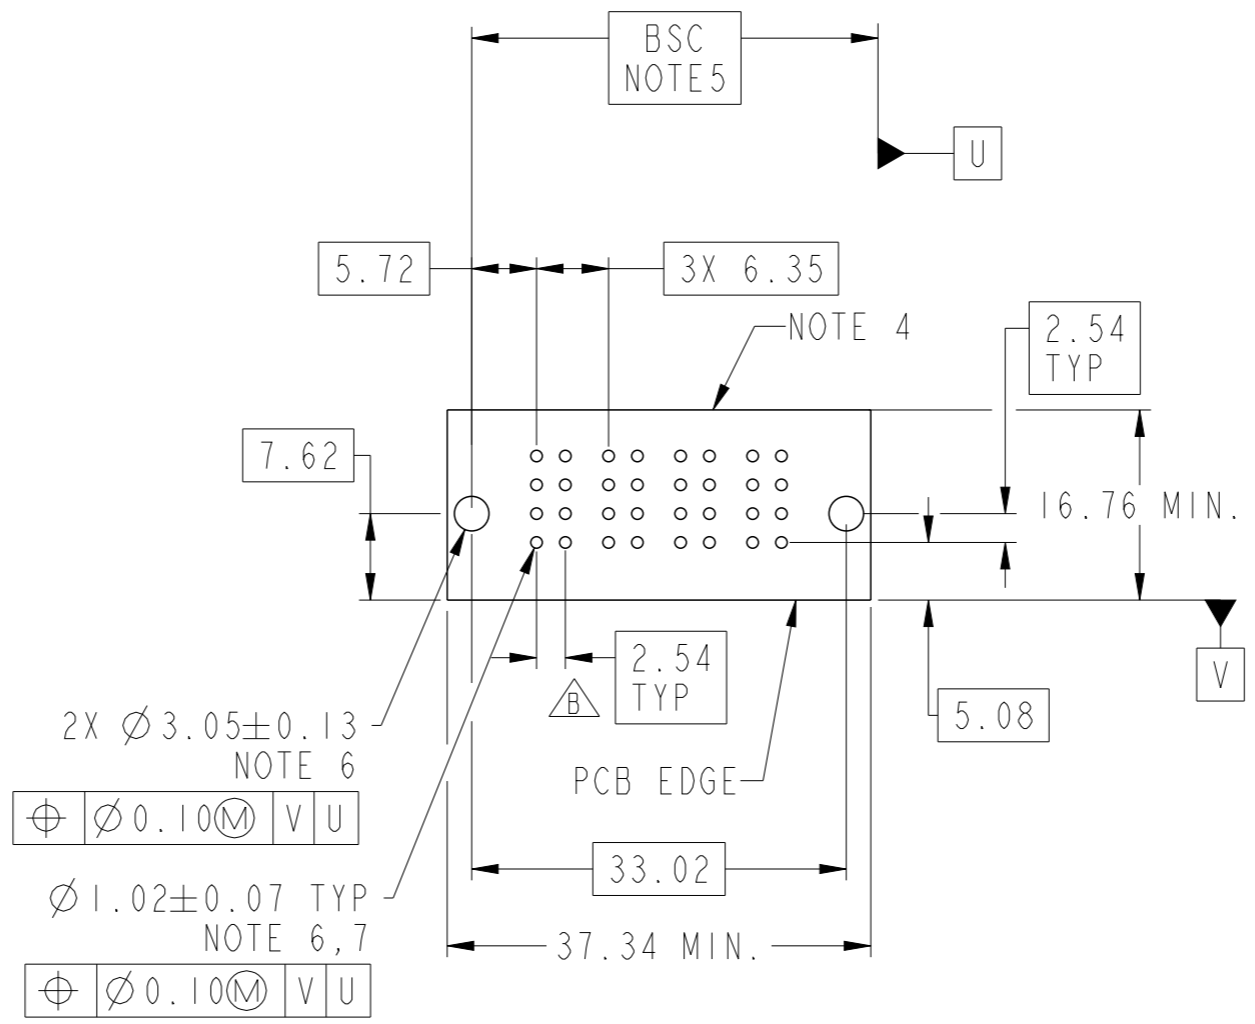 BSC
NOTE5
U
5.72
3X 6.35
NOTE 4
2.54
TYP
7.62
16.76 MIN.
2.54
TYP
B
V
5.08
2X ∅3.05±0.13
NOTE 6
PCB EDGE
⌖ ∅0.10Ⓜ V U
33.02
∅1.02±0.07 TYP
NOTE 6,7
37.34 MIN.
⌖ ∅0.10Ⓜ V U